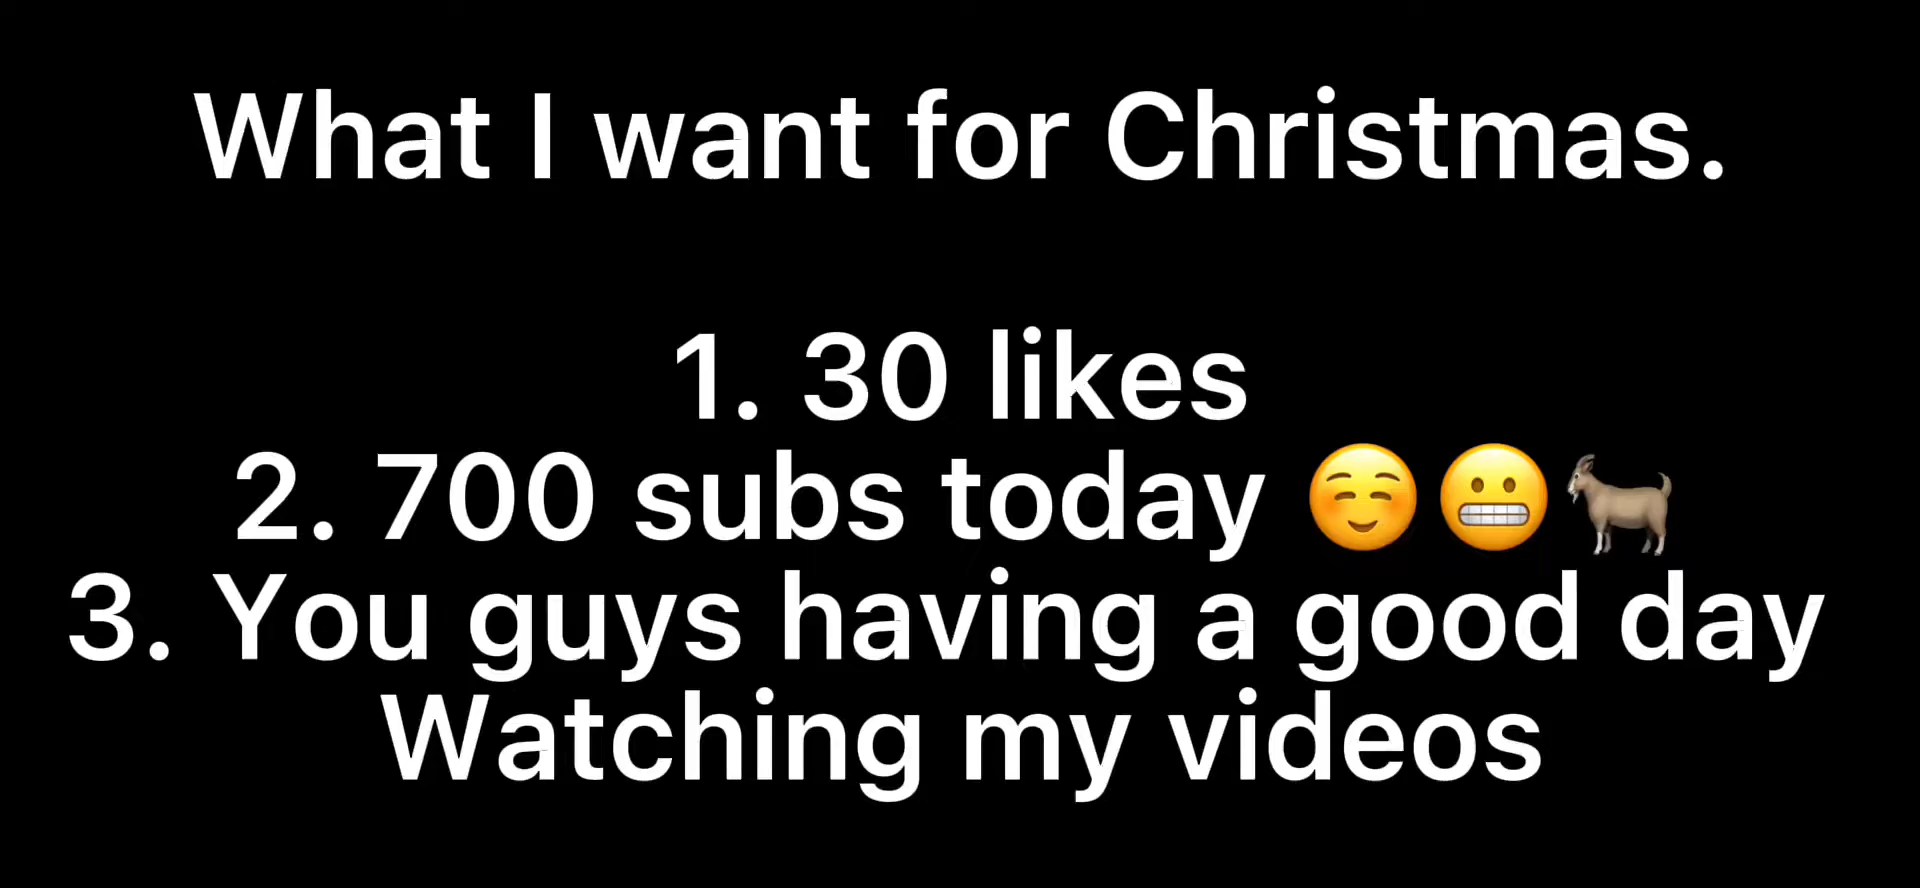 What I want for Christmas.
1. 30 likes
2. 700 subs today ☺️😬🐐
3. You guys having a good day
Watching my videos